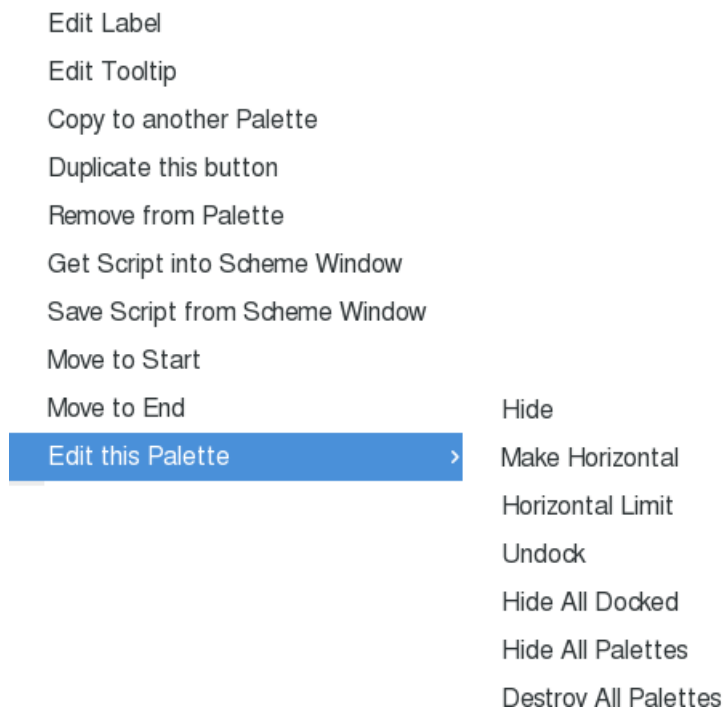 Edit Label
Edit Tooltip
Copy to another Palette
Duplicate this button
Remove from Palette
Get Script into Scheme Window
Save Script from Scheme Window
Move to Start
Move to End
Edit this Palette
Hide
Make Horizontal
Horizontal Limit
Undock
Hide All Docked
Hide All Palettes
Destroy All Palettes